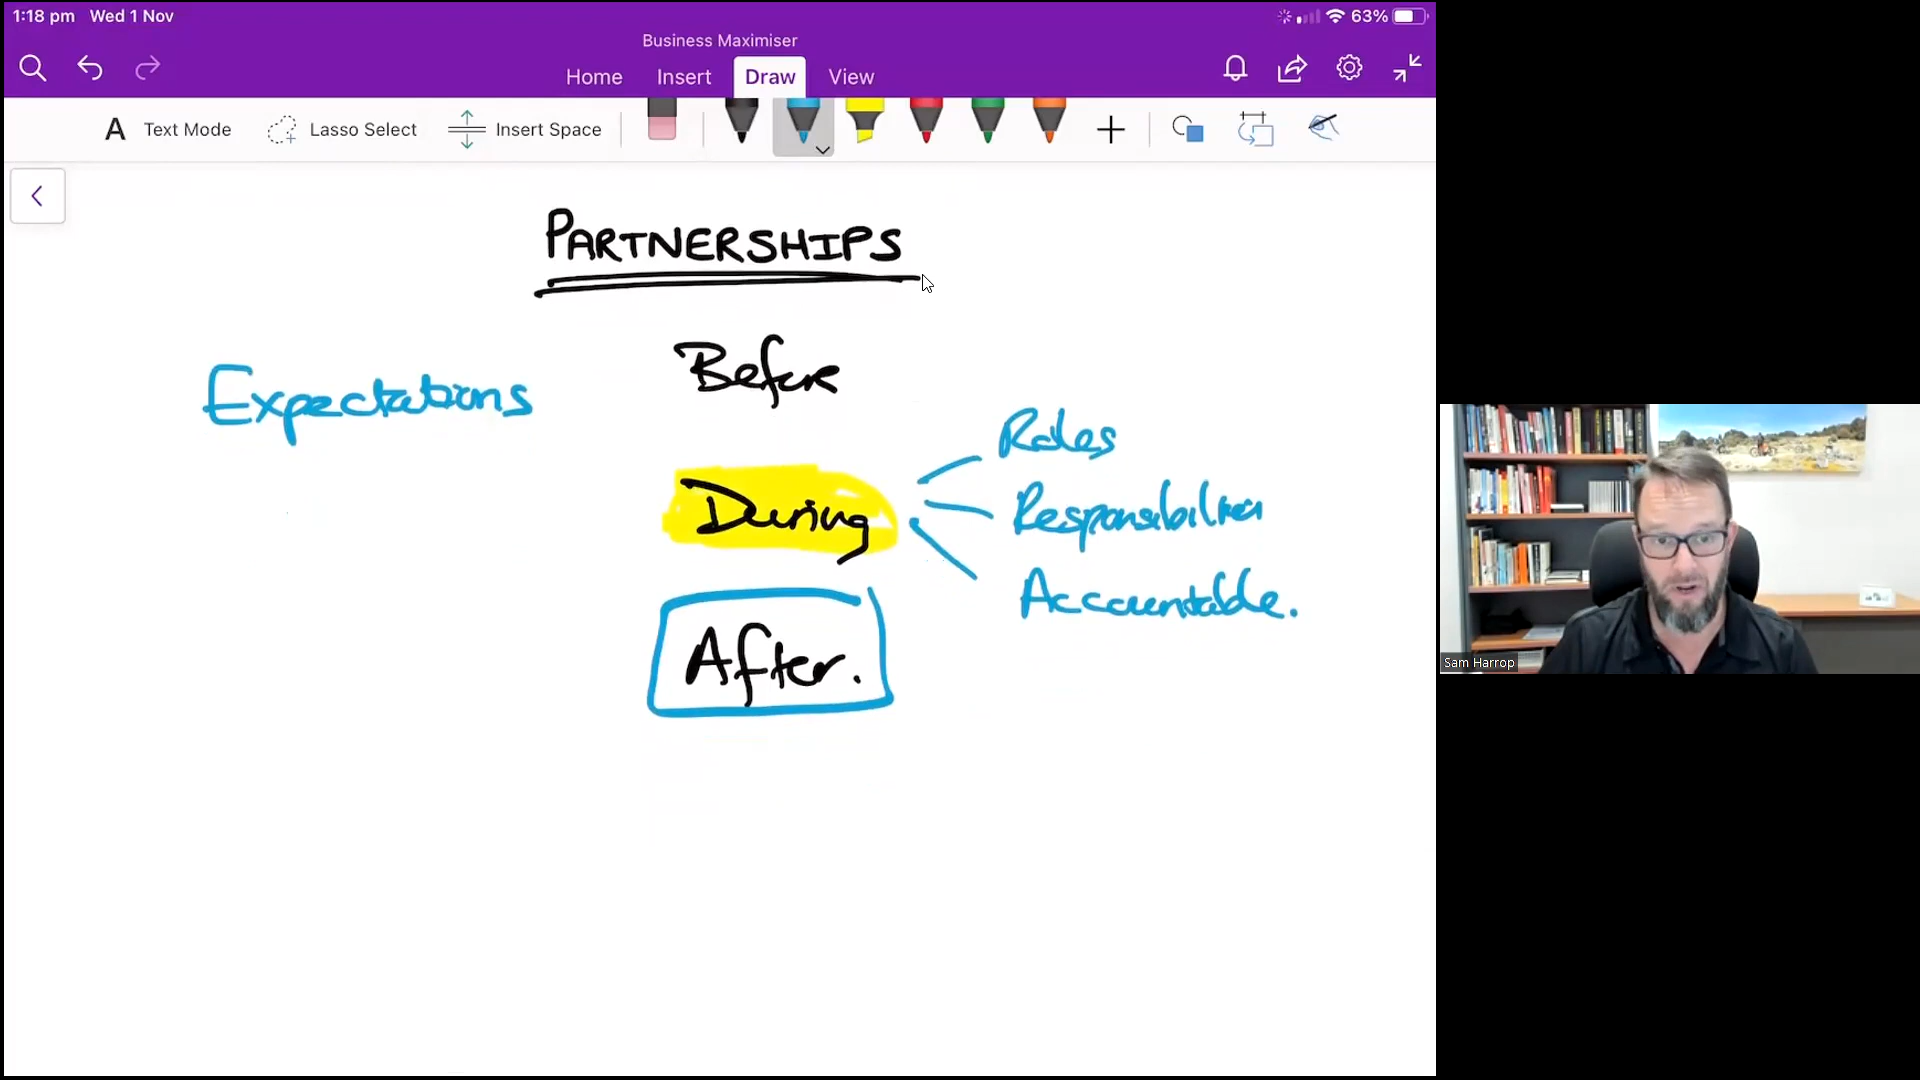 1:18 pm Wed 1 Nov
63%
Business Maximiser
Home Insert Draw View
A Text Mode Lasso Select Insert Space
PARTNERSHIPS
Before
Expectations
Roles
During
Responsibilities
Accountable.
After.
Sam Harrop